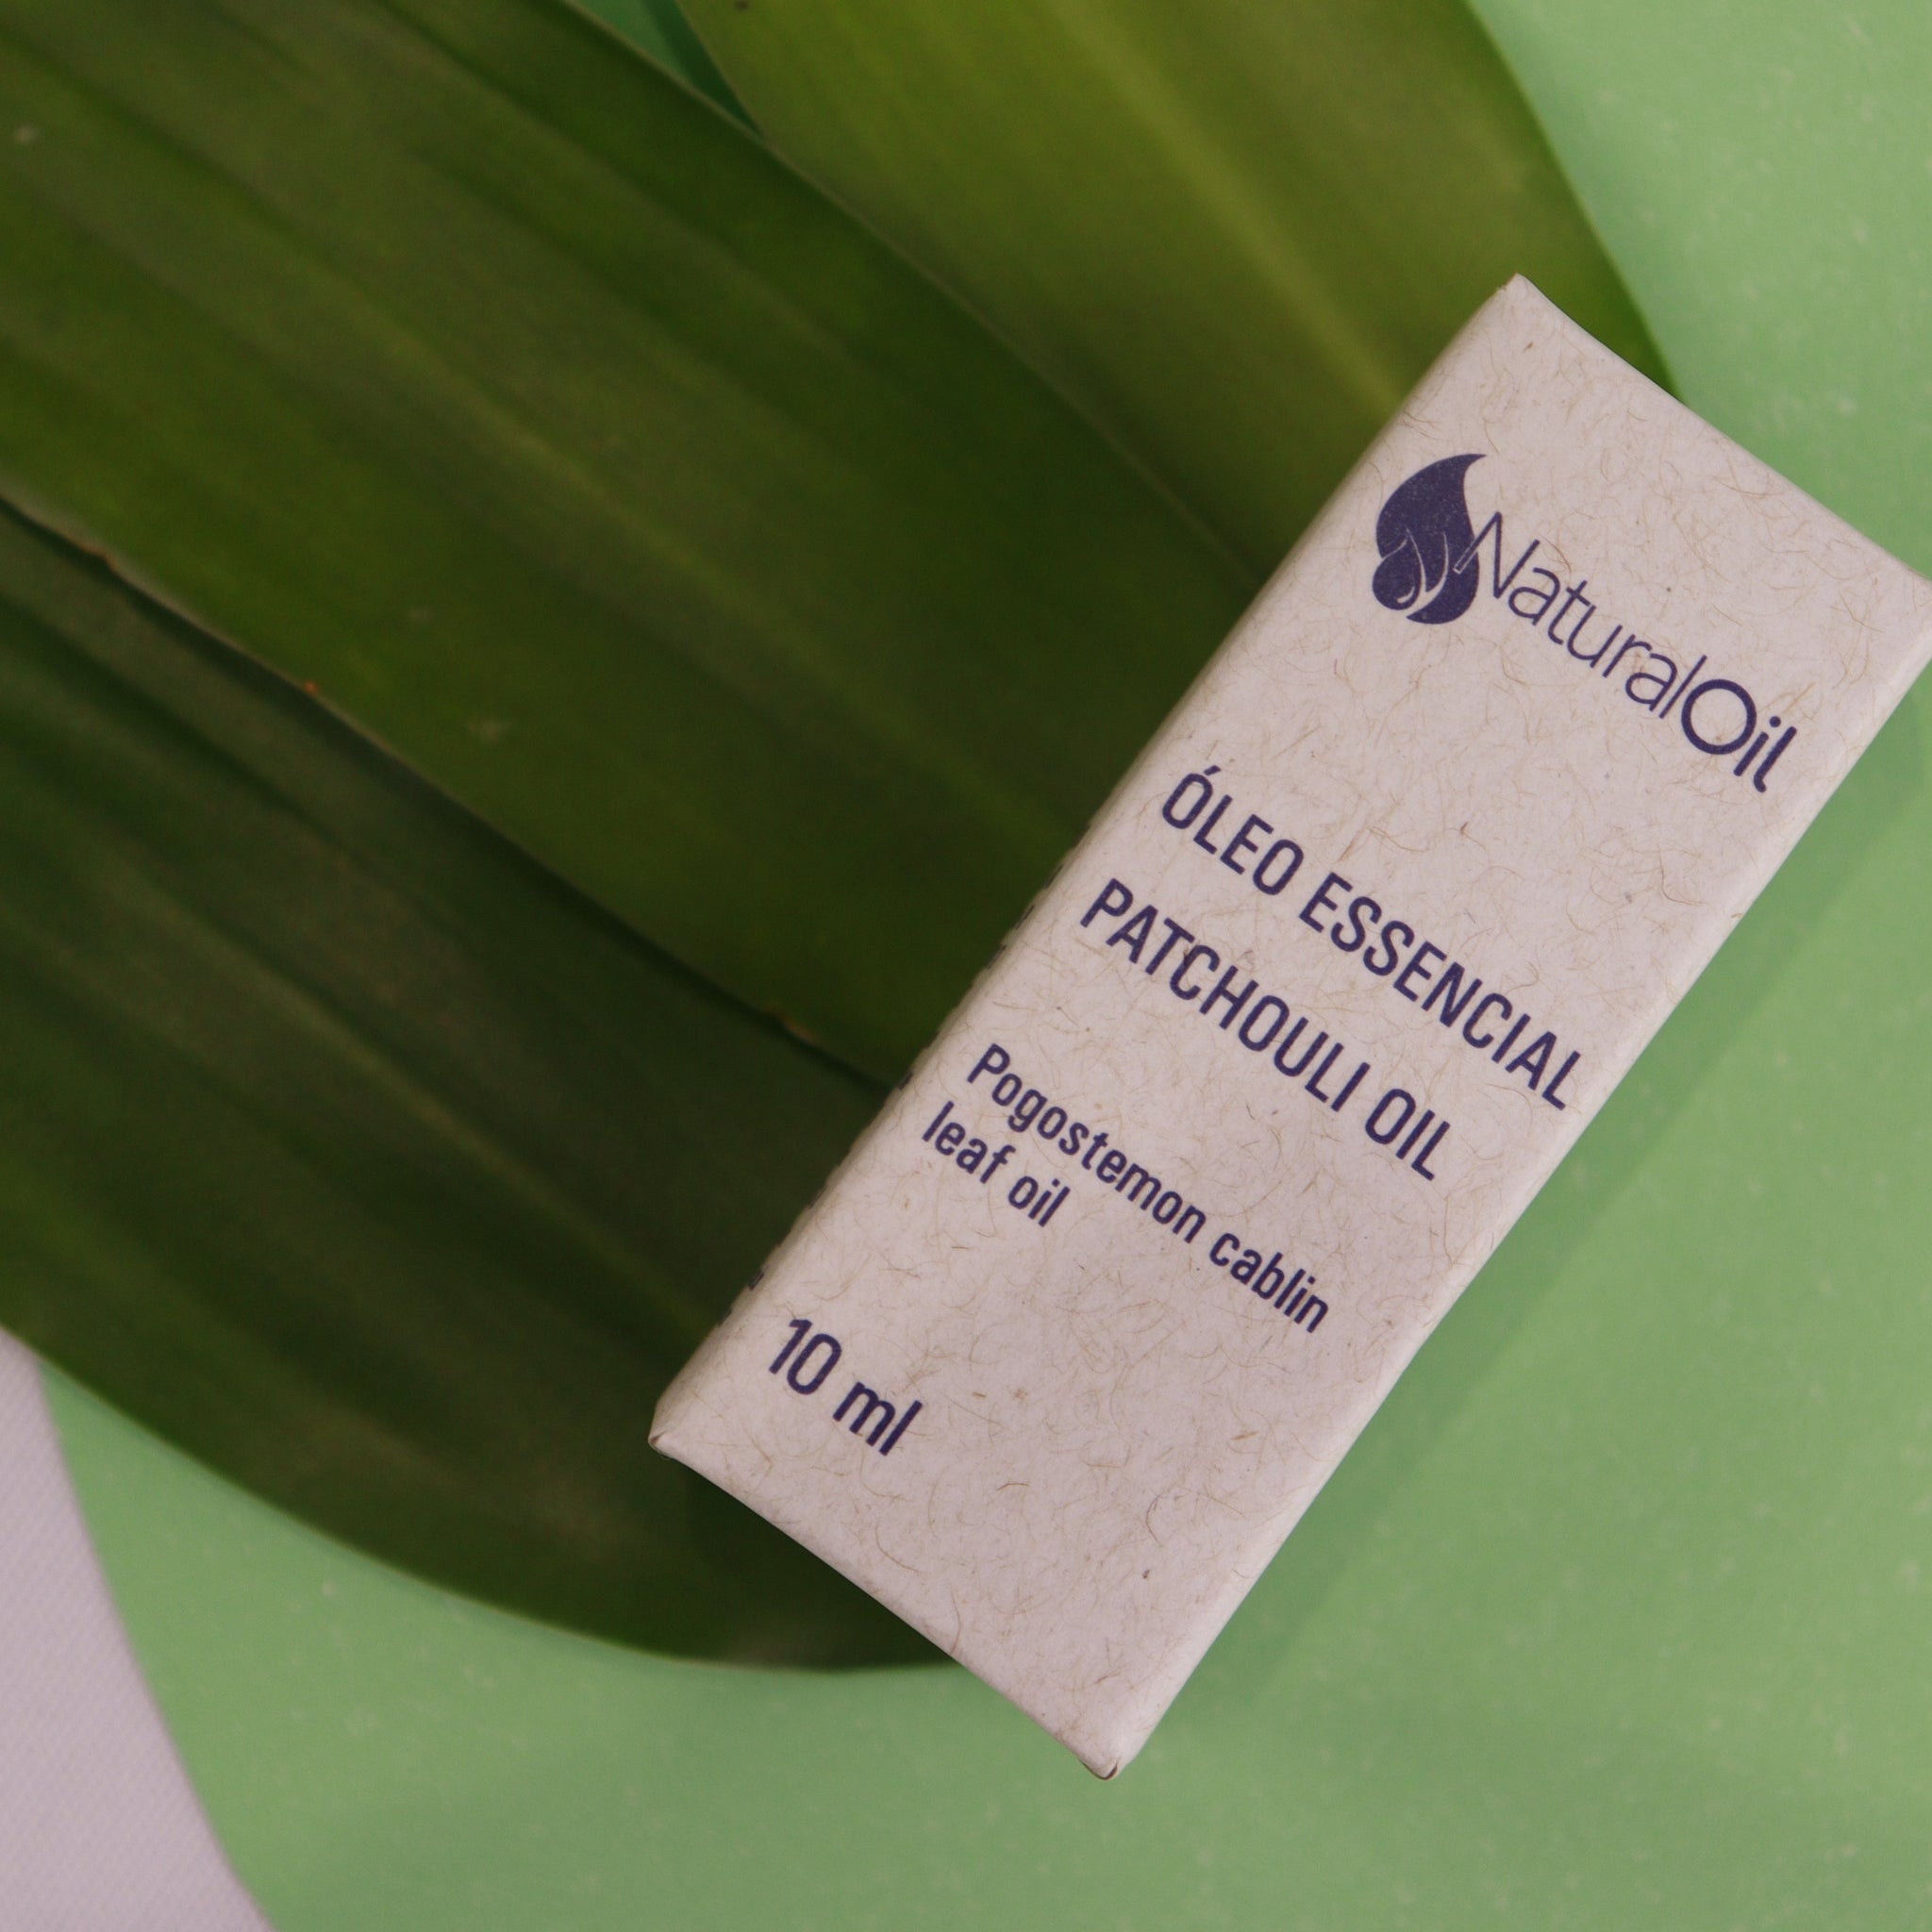 NaturalOil
ÓLEO ESSENCIAL
PATCHOULI OIL
Pogostemon cablin
leaf oil
10 ml